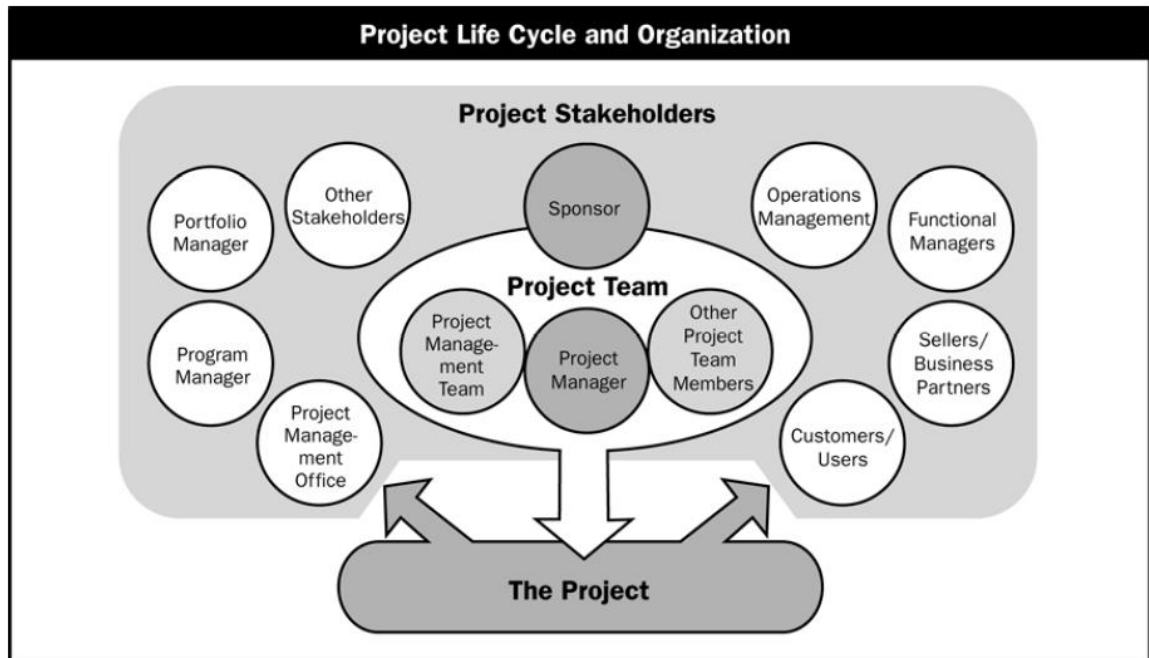 Project Life Cycle and Organization
Project Stakeholders
Portfolio
Manager
Other
Stakeholders
Sponsor
Operations
Management
Functional
Managers
Project Team
Program
Manager
Project
Manage-
ment
Team
Project
Manager
Other
Project
Team
Members
Sellers/
Business
Partners
Project
Manage-
ment
Office
Customers/
Users
The Project